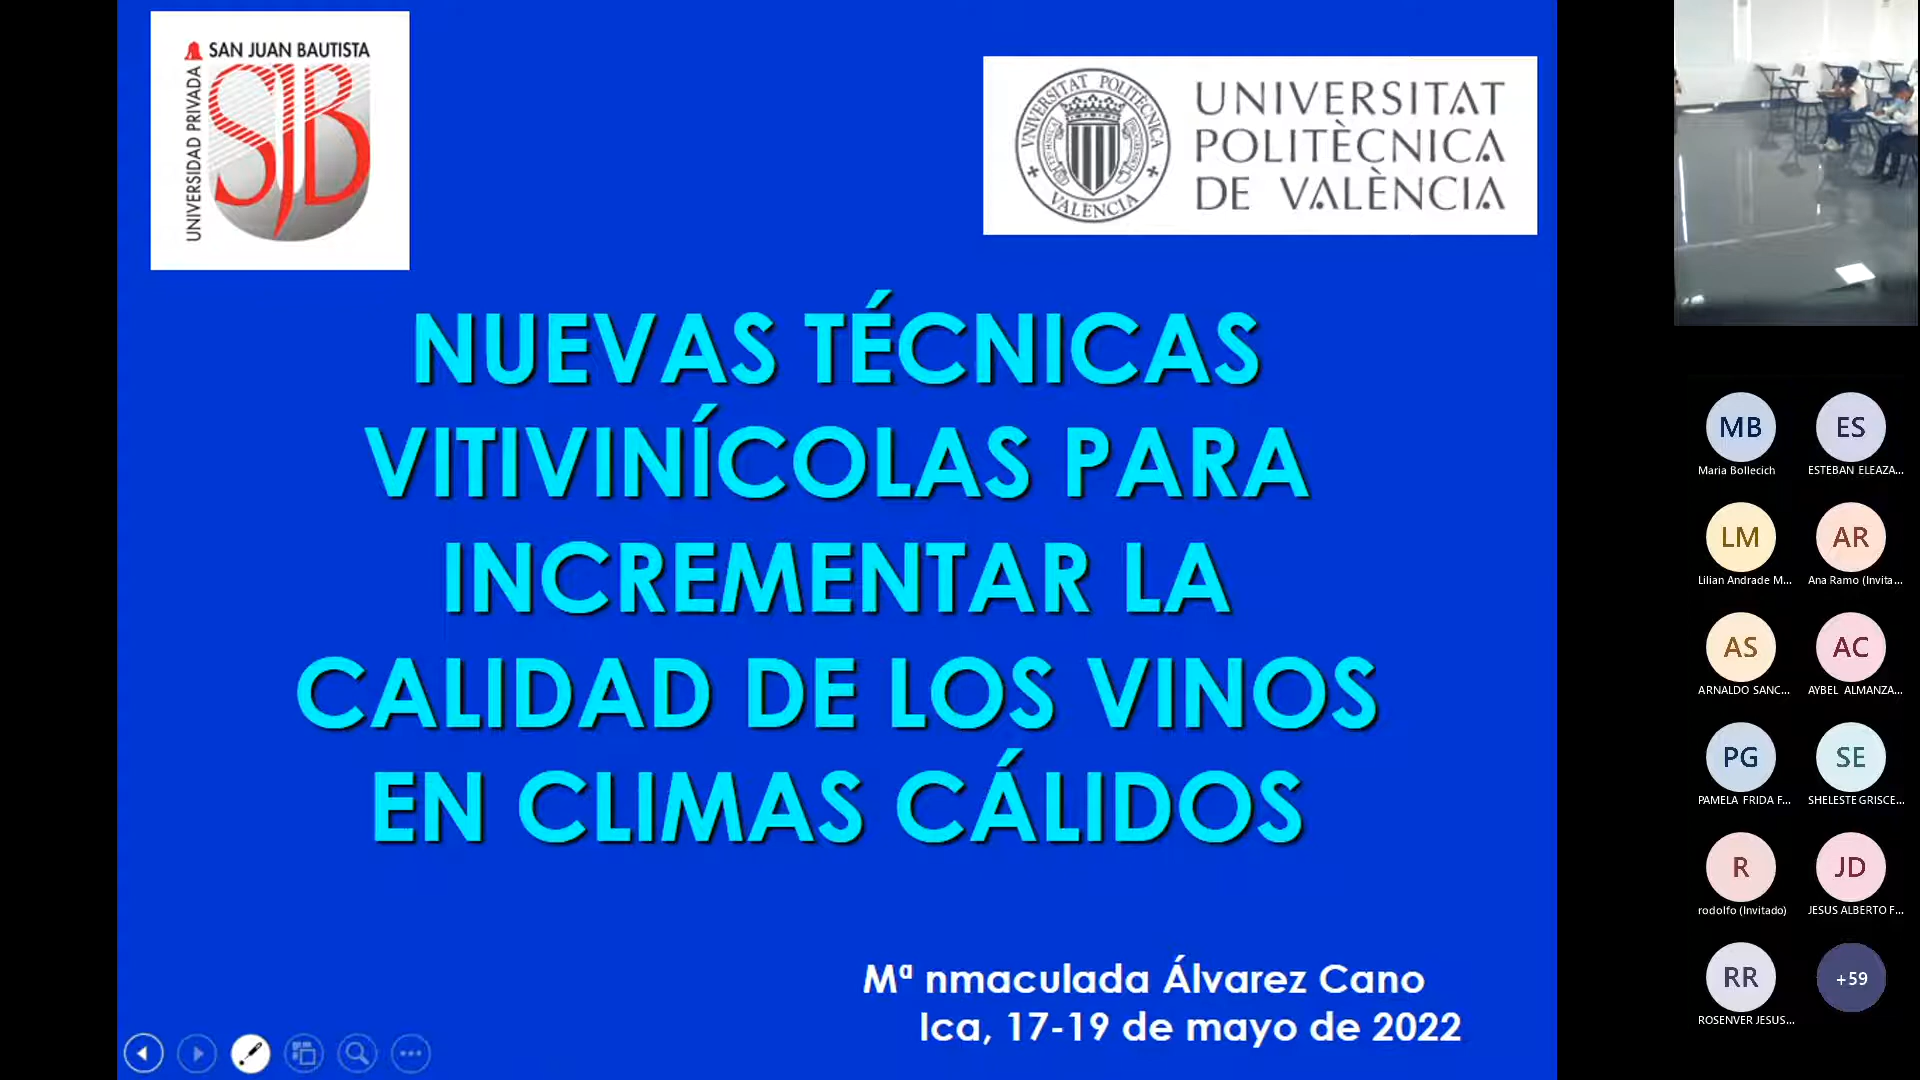 SAN JUAN BAUTISTA
UNIVERSIDAD PRIVADA
SJB
VNIVERSITAT POLITECNICA
VALENCIA
UNIVERSITAT
POLITÈCNICA
DE VALÈNCIA
NUEVAS TÉCNICAS
VITIVINÍCOLAS PARA
INCREMENTAR LA
CALIDAD DE LOS VINOS
EN CLIMAS CÁLIDOS
Mª nmaculada Álvarez Cano
Ica, 17-19 de mayo de 2022
MB
ES
Maria Bollecich
ESTEBAN ELEAZA...
LM
AR
Lilian Andrade M...
Ana Ramo (Invita...
AS
AC
ARNALDO SANC...
AYBEL ALMANZA...
PG
SE
PAMELA FRIDA F...
SHELESTE GRISCE...
R
JD
rodolfo (Invitado)
JESUS ALBERTO F...
RR
+59
ROSENVER JESUS...